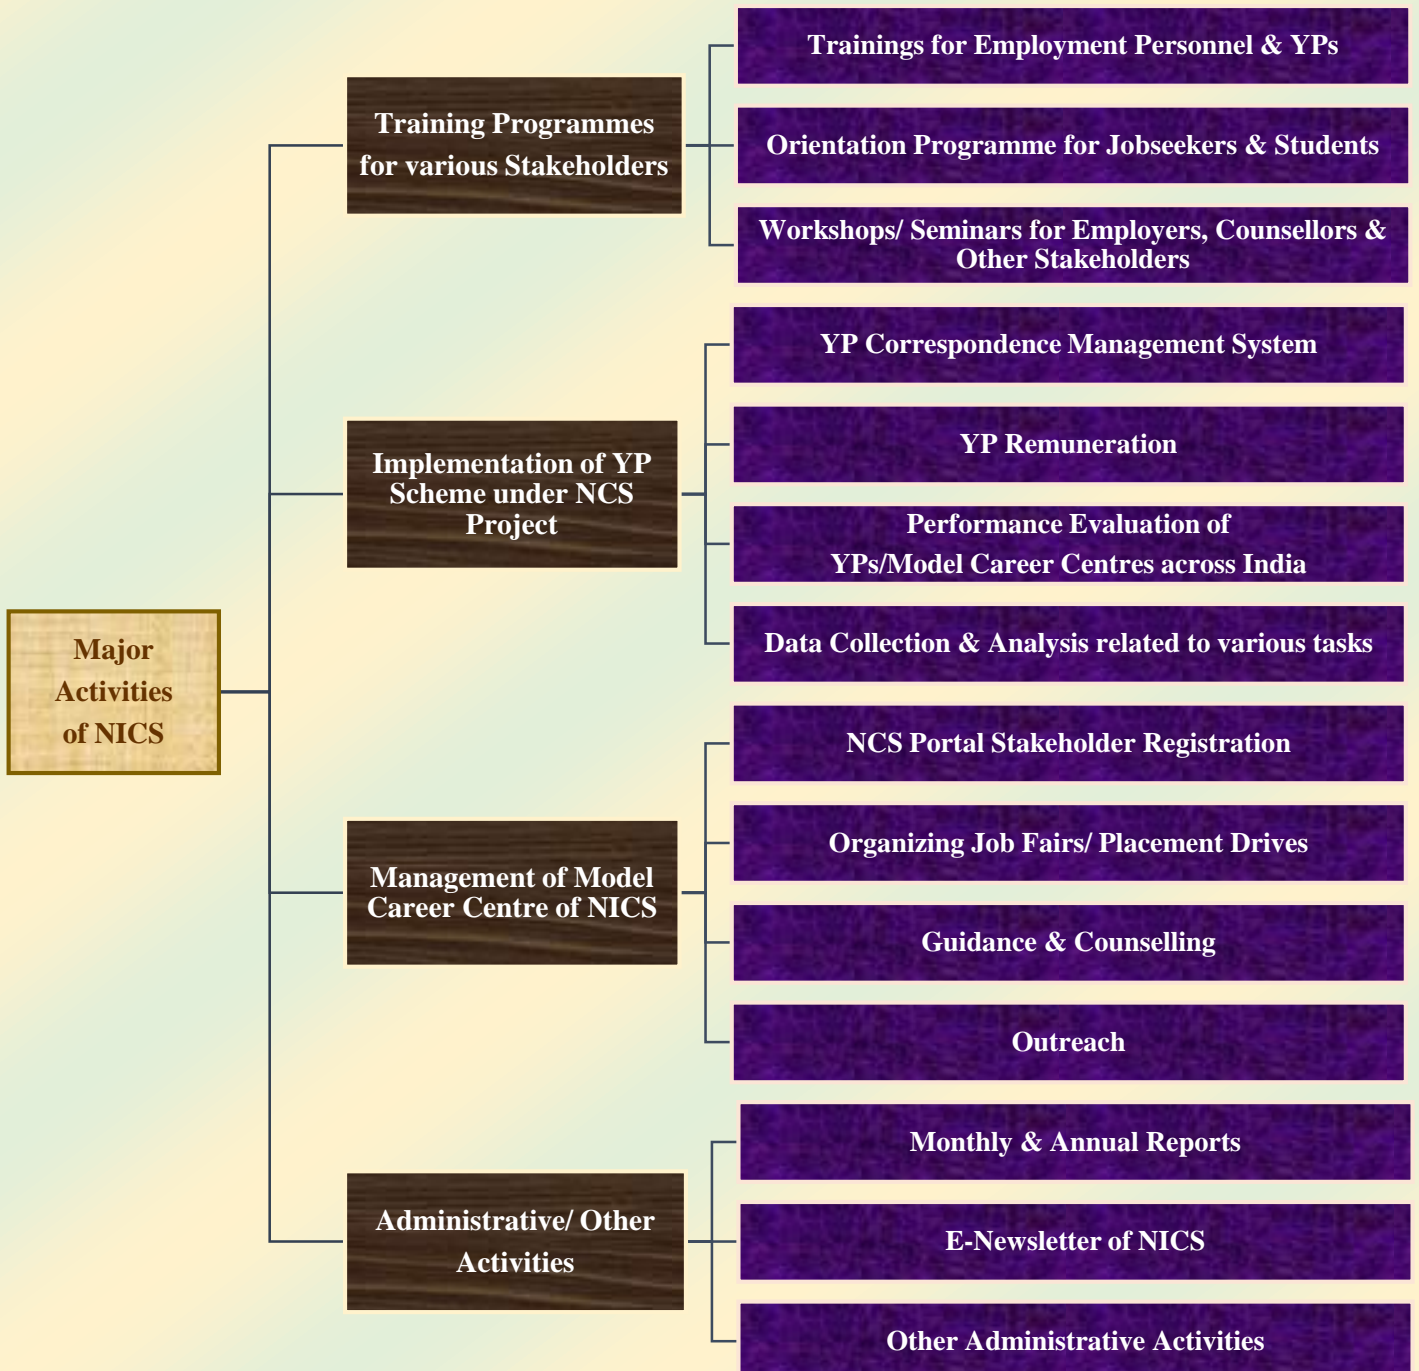 Major
Activities
of NICS
Training Programmes
for various Stakeholders
Trainings for Employment Personnel & YPs
Orientation Programme for Jobseekers & Students
Workshops/ Seminars for Employers, Counsellors &
Other Stakeholders
Implementation of YP
Scheme under NCS
Project
YP Correspondence Management System
YP Remuneration
Performance Evaluation of
YPs/Model Career Centres across India
Data Collection & Analysis related to various tasks
Management of Model
Career Centre of NICS
NCS Portal Stakeholder Registration
Organizing Job Fairs/ Placement Drives
Guidance & Counselling
Outreach
Administrative/ Other
Activities
Monthly & Annual Reports
E-Newsletter of NICS
Other Administrative Activities